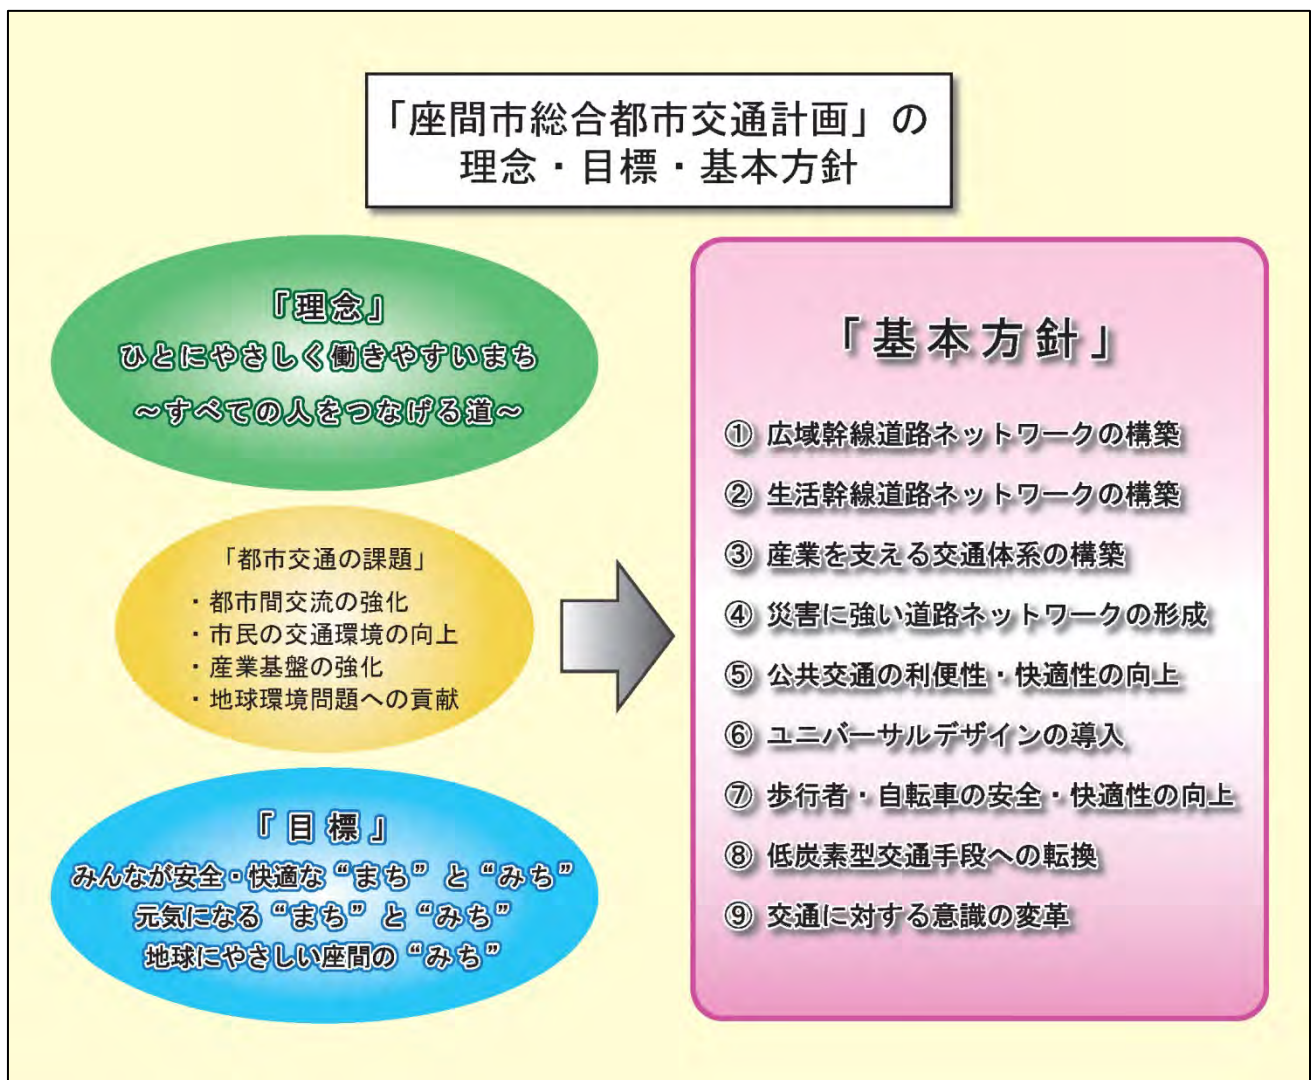 「座間市総合都市交通計画」の
理念・目標・基本方針
『理念』
ひとにやさしく働きやすいまち
~すべての人をつなげる道~
「都市交通の課題」
・都市間交流の強化
・市民の交通環境の向上
・産業基盤の強化
・地球環境問題への貢献
『目標』
みんなが安全・快適な“まち”と“みち”
元気になる“まち”と“みち”
地球にやさしい座間の“みち”
「基本方針」
① 広域幹線道路ネットワークの構築
② 生活幹線道路ネットワークの構築
③ 産業を支える交通体系の構築
④ 災害に強い道路ネットワークの形成
⑤ 公共交通の利便性・快適性の向上
⑥ ユニバーサルデザインの導入
⑦ 歩行者・自転車の安全・快適性の向上
⑧ 低炭素型交通手段への転換
⑨ 交通に対する意識の変革